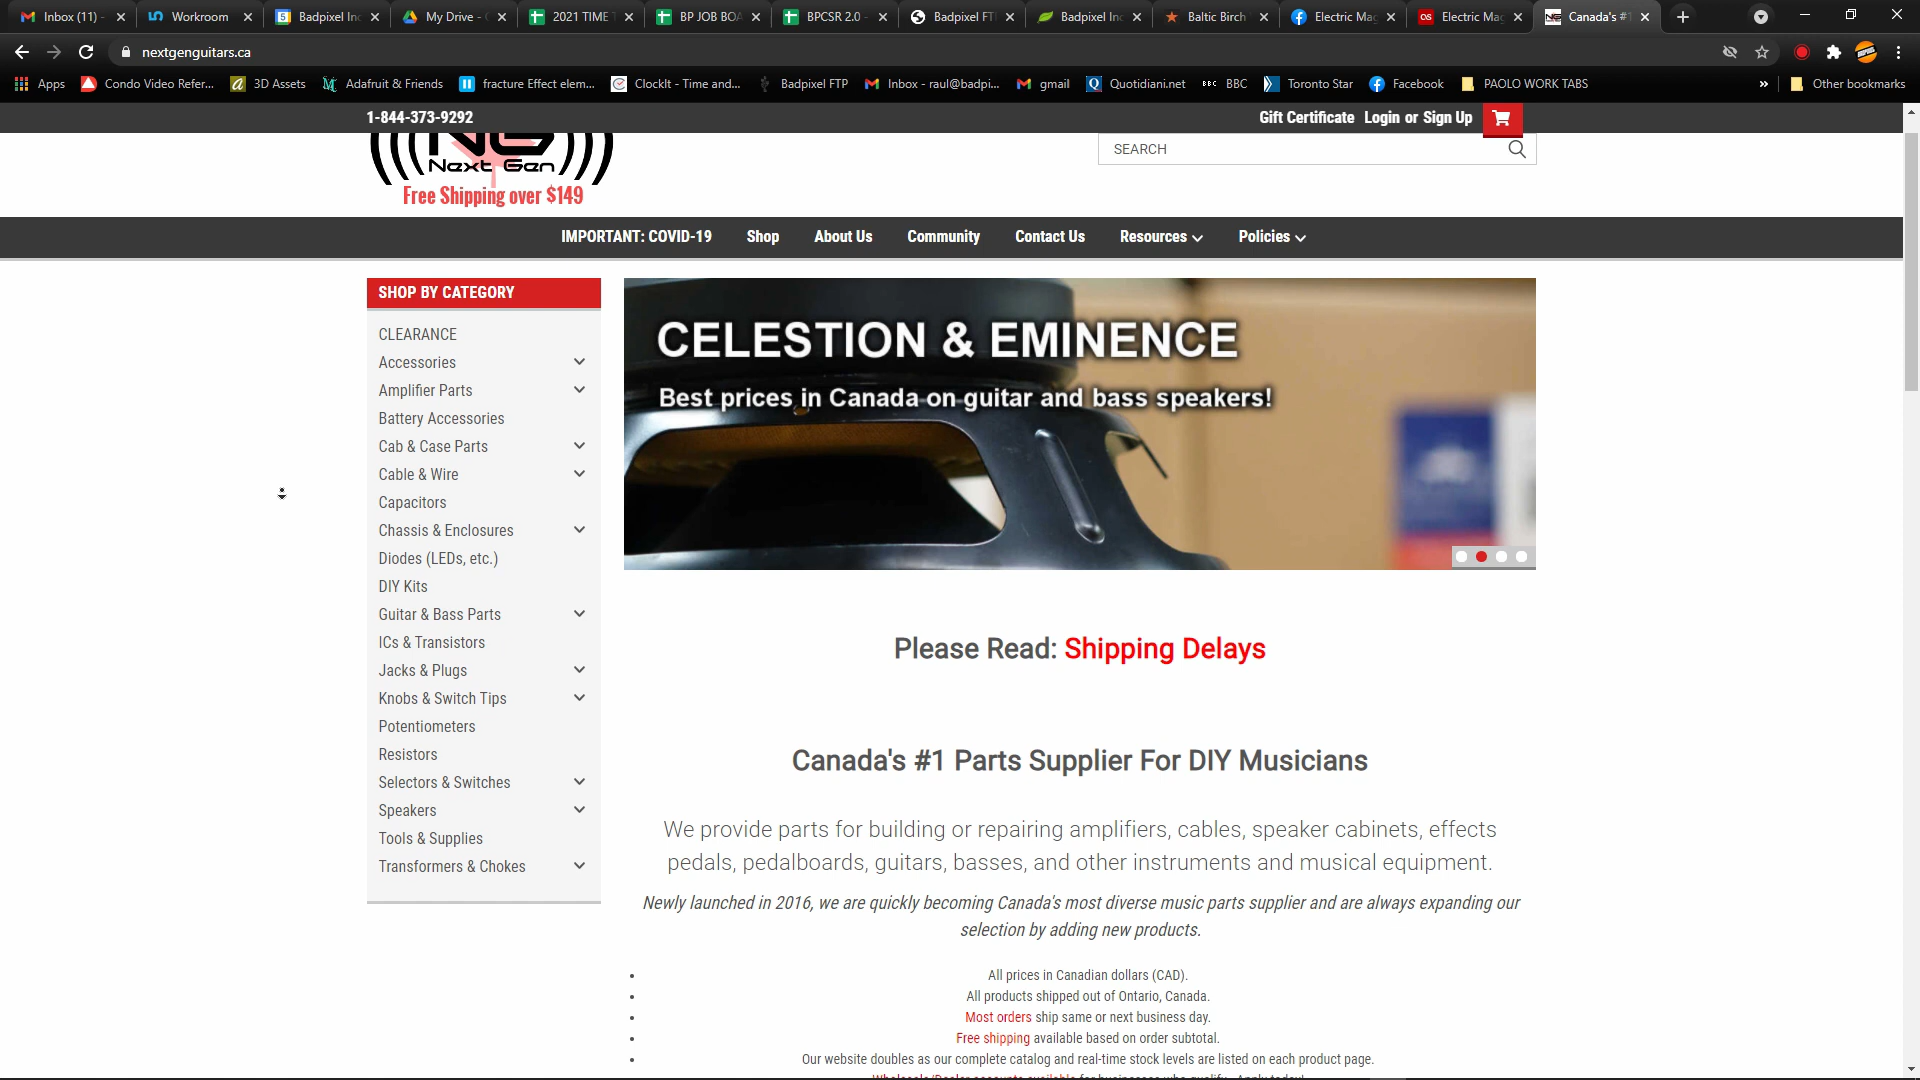 Inbox (11) -
Workroom
Badpixel Inc
My Drive -
2021 TIME
BP JOB BOA
BPCSR 2.0 -
Badpixel FT
Badpixel Inc
Baltic Birch
Electric Mag
Electric Mag
Canada's #1
nextgenguitars.ca
Apps
Condo Video Refer...
3D Assets
Adafruit & Friends
fracture Effect elem...
ClockIt - Time and...
Badpixel FTP
Inbox - raul@badpi...
gmail
Quotidiani.net
BBC
BBC
Toronto Star
Facebook
PAOLO WORK TABS
»
Other bookmarks
1-844-373-9292
Gift Certificate
Login or Sign Up
Next Gen
SEARCH
Free Shipping over $149
IMPORTANT: COVID-19
Shop
About Us
Community
Contact Us
Resources
Policies
SHOP BY CATEGORY
CLEARANCE
Accessories
Amplifier Parts
Battery Accessories
Cab & Case Parts
Cable & Wire
Capacitors
Chassis & Enclosures
Diodes (LEDs, etc.)
DIY Kits
Guitar & Bass Parts
ICs & Transistors
Jacks & Plugs
Knobs & Switch Tips
Potentiometers
Resistors
Selectors & Switches
Speakers
Tools & Supplies
Transformers & Chokes
CELESTION & EMINENCE
Best prices in Canada on guitar and bass speakers!
Please Read: Shipping Delays
Canada's #1 Parts Supplier For DIY Musicians
We provide parts for building or repairing amplifiers, cables, speaker cabinets, effects
pedals, pedalboards, guitars, basses, and other instruments and musical equipment.
Newly launched in 2016, we are quickly becoming Canada's most diverse music parts supplier and are always expanding our
selection by adding new products.
All prices in Canadian dollars (CAD).
All products shipped out of Ontario, Canada.
Most orders ship same or next business day.
Free shipping available based on order subtotal.
Our website doubles as our complete catalog and real-time stock levels are listed on each product page.